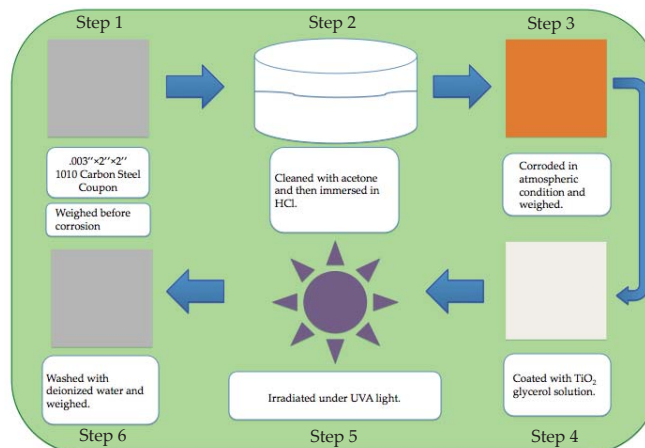 Step 1
Step 2
Step 3
.003′′×2′′×2′′
1010 Carbon Steel
Coupon
Weighed before
corrosion
Cleaned with acetone
and then immersed in
HCl.
Corroded in
atmospheric
condition and
weighed.
Washed with
deionized water and
weighed.
Irradiated under UVA light.
Coated with TiO₂
glycerol solution.
Step 6
Step 5
Step 4